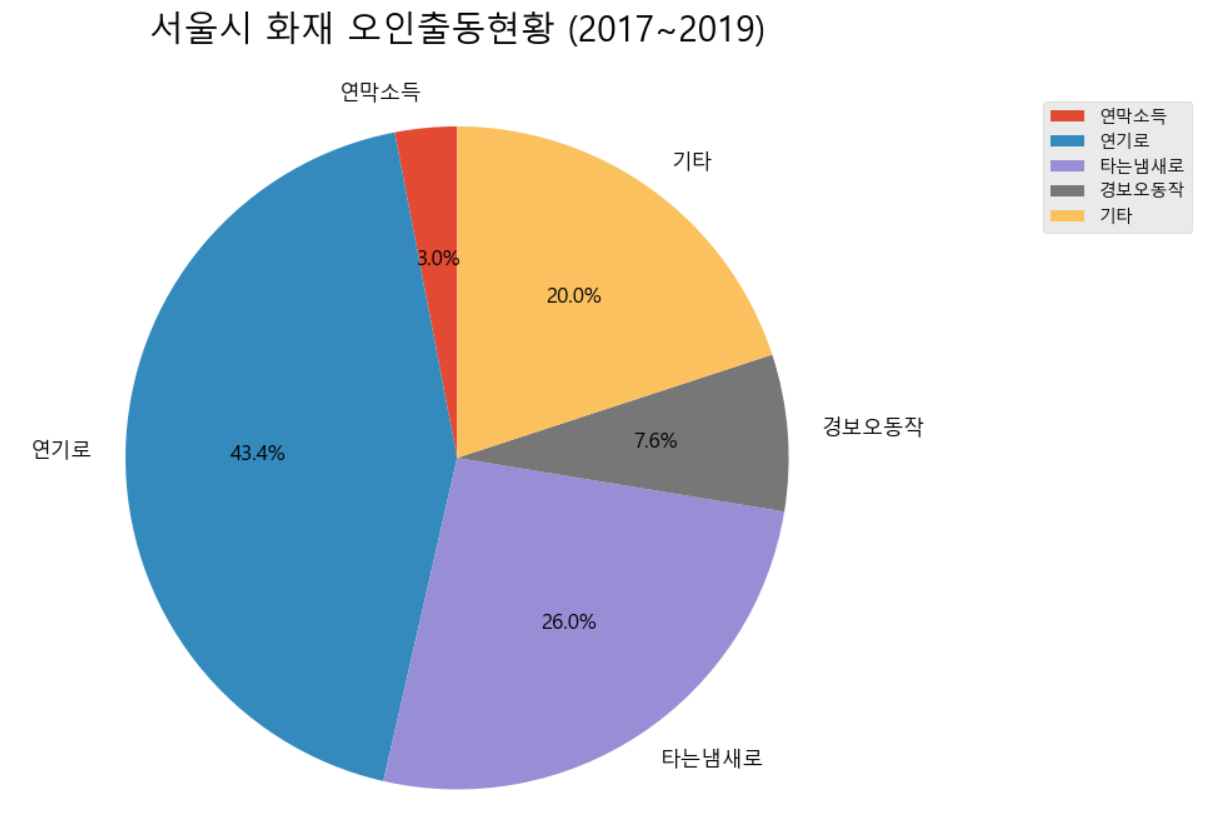 서울시 화재 오인출동현황 (2017~2019)
연막소득
기타
연막소득
연기로
타는냄새로
경보오동작
기타
3.0%
20.0%
경보오동작
7.6%
연기로
43.4%
26.0%
타는냄새로